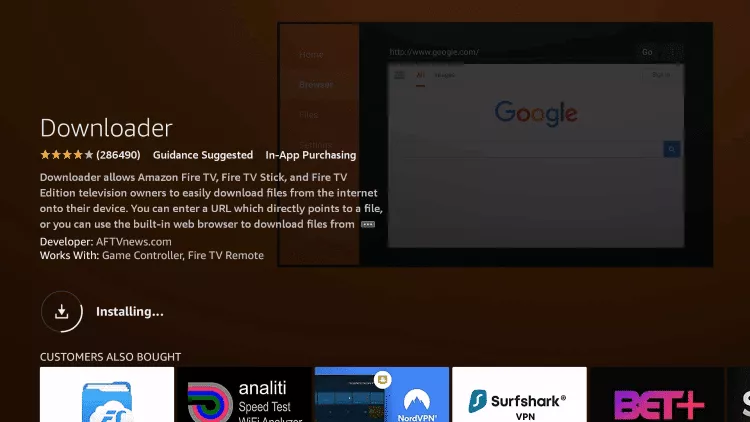 Home
http://www.google.com/
Go
All
Images
Sign in
Browser
Files
Google
Downloader
(286490) Guidance Suggested In-App Purchasing
Downloader allows Amazon Fire TV, Fire TV Stick, and Fire TV
Edition television owners to easily download files from the internet
onto their device. You can enter a URL which directly points to a file,
or you can use the built-in web browser to download files from
Developer: AFTVnews.com
Works With: Game Controller, Fire TV Remote
Installing...
CUSTOMERS ALSO BOUGHT
analiti
Speed Test
WiFi Analyzer
NordVPN®
Surfshark®
VPN
BET+